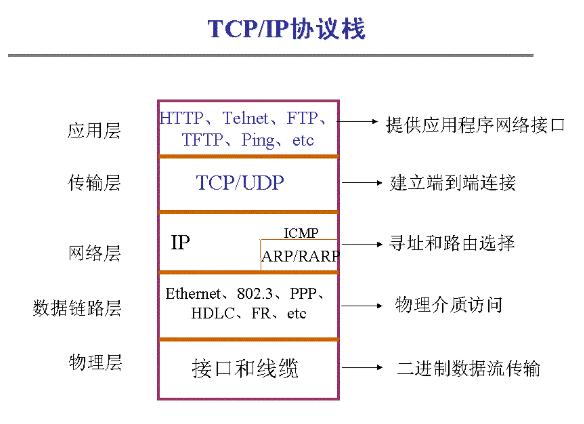 TCP/IP协议栈
应用层
HTTP、Telnet、FTP、
TFTP、Ping、etc
提供应用程序网络接口
传输层
TCP/UDP
建立端到端连接
网络层
IP
ICMP
ARP/RARP
寻址和路由选择
数据链路层
Ethernet、802.3、PPP、
HDLC、FR、etc
物理介质访问
物理层
接口和线缆
二进制数据流传输